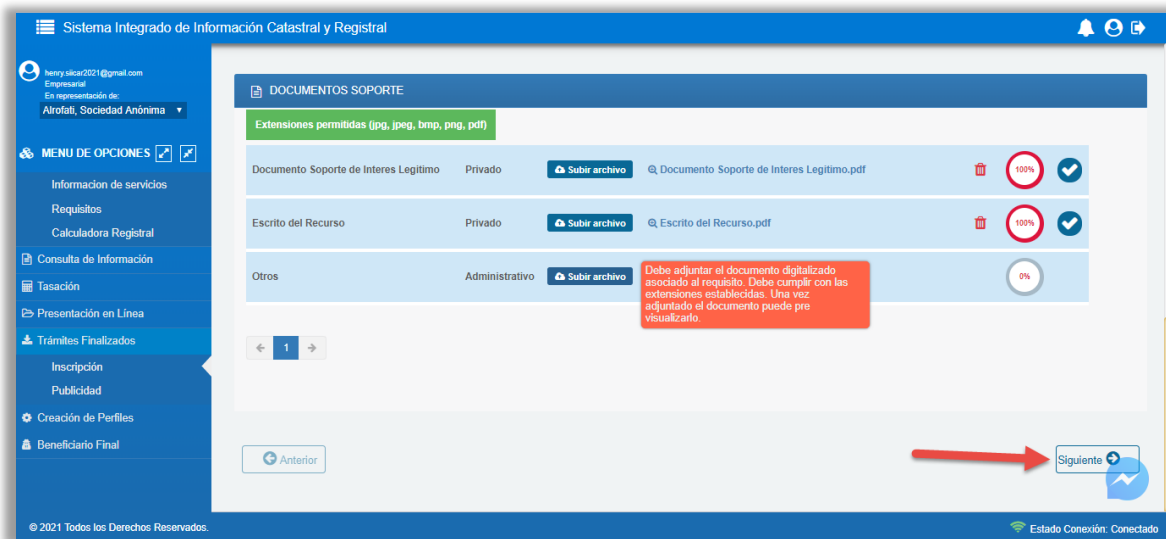 Sistema Integrado de Información Catastral y Registral
henry.siicar2021@gmail.com
Empresarial
En representación de:
Alrofati, Sociedad Anónima
MENU DE OPCIONES
Informacion de servicios
Requisitos
Calculadora Registral
Consulta de Información
Tasación
Presentación en Línea
Trámites Finalizados
Inscripción
Publicidad
Creación de Perfiles
Beneficiario Final
DOCUMENTOS SOPORTE
Extensiones permitidas (jpg, jpeg, bmp, png, pdf)
Documento Soporte de Interes Legitimo Privado Subir archivo Documento Soporte de Interes Legitimo.pdf 100%
Escrito del Recurso Privado Subir archivo Escrito del Recurso.pdf 100%
Otros Administrativo Subir archivo 0%
Debe adjuntar el documento digitalizado
asociado al requisito. Debe cumplir con las
extensiones establecidas. Una vez
adjuntado el documento puede pre
visualizarlo.
1
Anterior
Siguiente
© 2021 Todos los Derechos Reservados.
Estado Conexión: Conectado